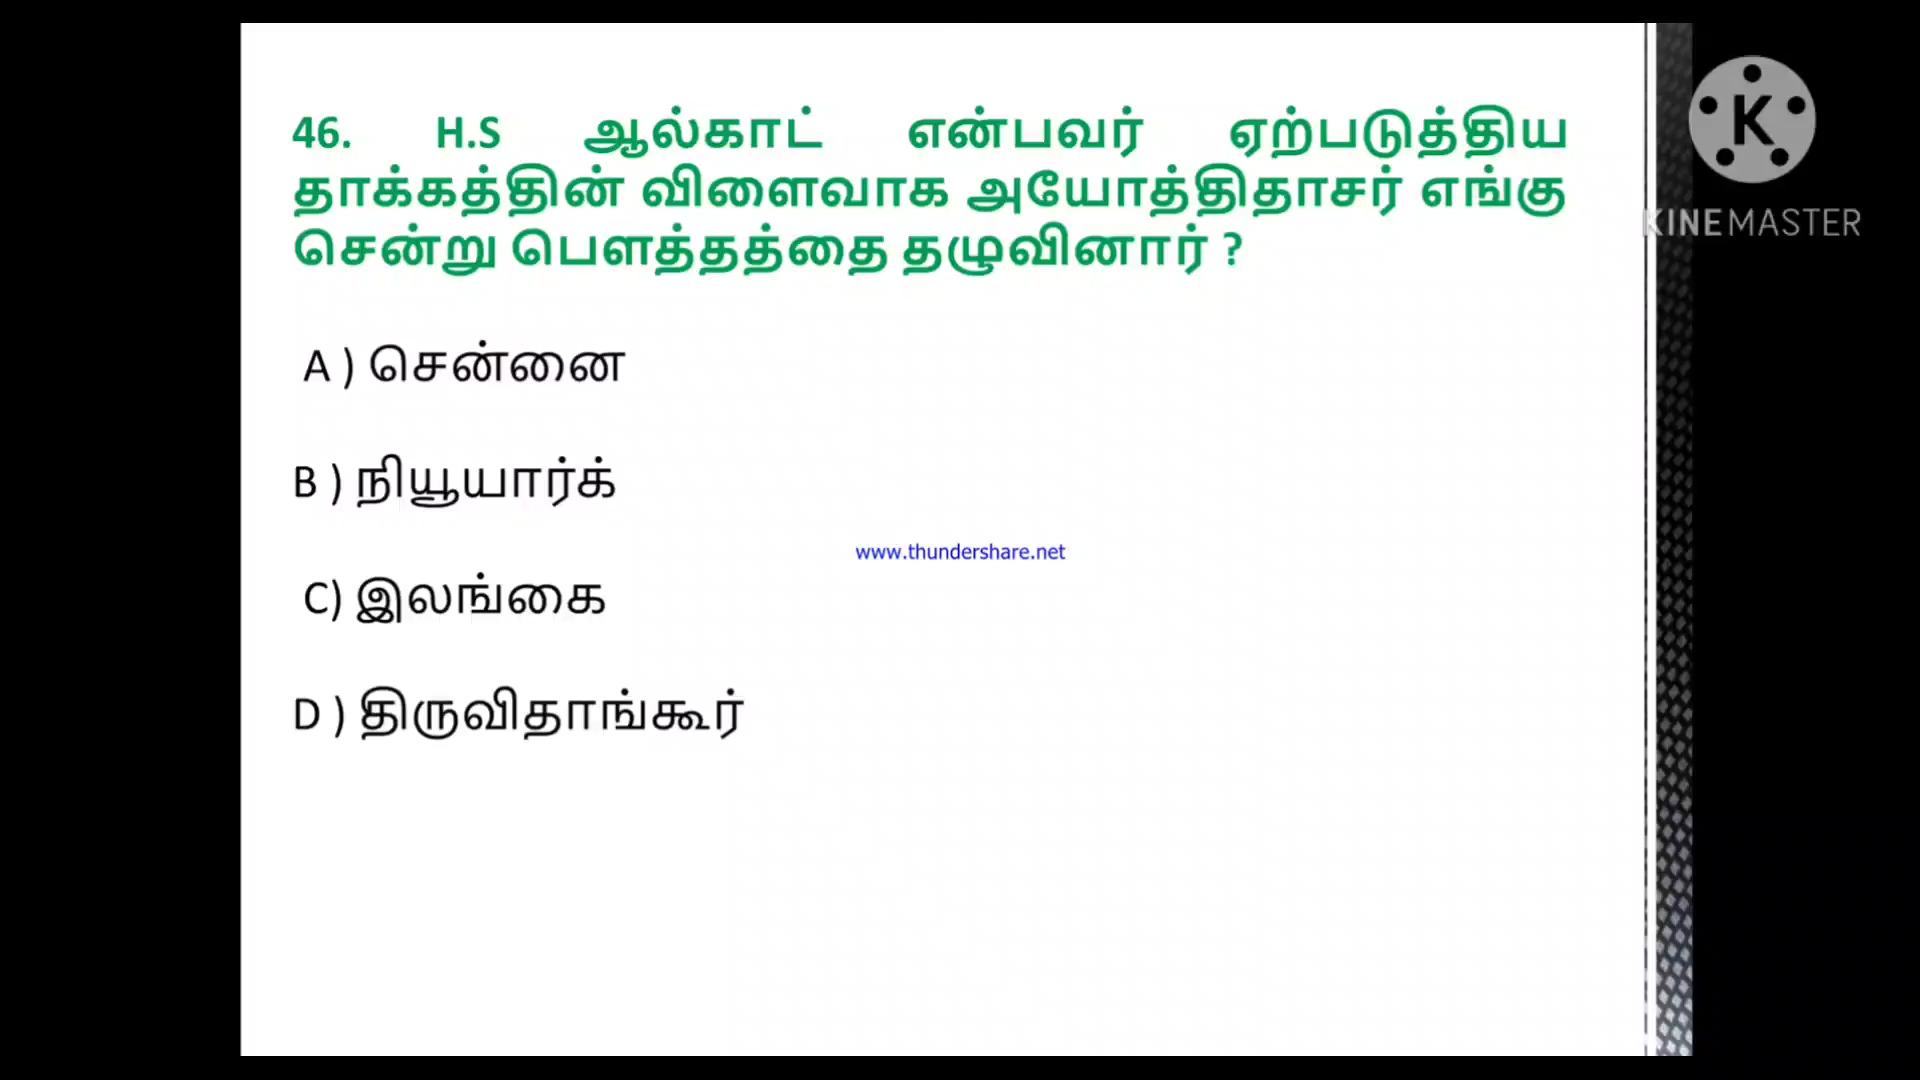 46. H.S ஆல்காட் என்பவர் ஏற்படுத்திய
தாக்கத்தின் விளைவாக அயோத்திதாசர் எங்கு
சென்று பௌத்தத்தை தழுவினார் ?
A ) சென்னை
B ) நியூயார்க்
C) இலங்கை
D ) திருவிதாங்கூர்
www.thundershare.net
K
KINEMASTER